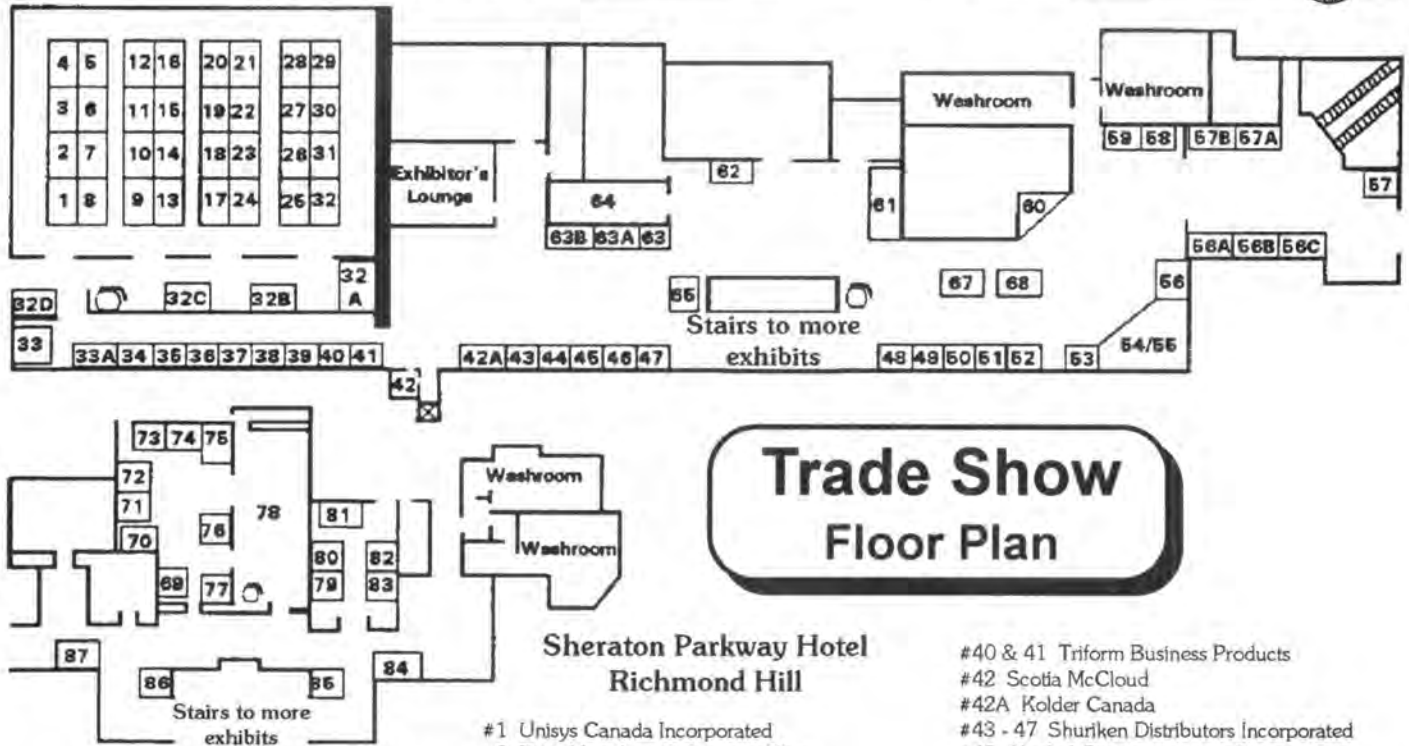 4 5 12 16 20 21 28 29
3 6 11 15 19 22 27 30
2 7 10 14 18 23 26 31
1 8 9 13 17 24 25 32
Washroom
Washroom
59 58 57B 57A
57
Exhibitor's
Lounge
62
64
61
60
63B 63A 63
56A 56B 56C
32D
32C
32B
32
A
65
67
68
56
Stairs to more
exhibits
33
33A 34 35 36 37 38 39 40 41
42A 43 44 45 46 47
48 49 50 51 52
53
54/55
42
73 74 75
72
71
70
76
78
81
80
82
69
77
79
83
Washroom
Washroom
Trade Show
Floor Plan
87
86
85
84
Stairs to more
exhibits
Sheraton Parkway Hotel
Richmond Hill
#1 Unisys Canada Incorporated
#40 & 41 Triform Business Products
#42 Scotia McCloud
#42A Kolder Canada
#43 - 47 Shuriken Distributors Incorporated